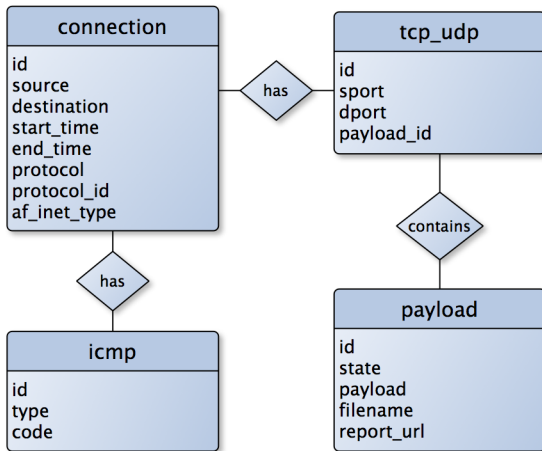 connection
id
source
destination
start_time
end_time
protocol
protocol_id
af_inet_type
has
tcp_udp
id
sport
dport
payload_id
has
contains
icmp
id
type
code
payload
id
state
payload
filename
report_url